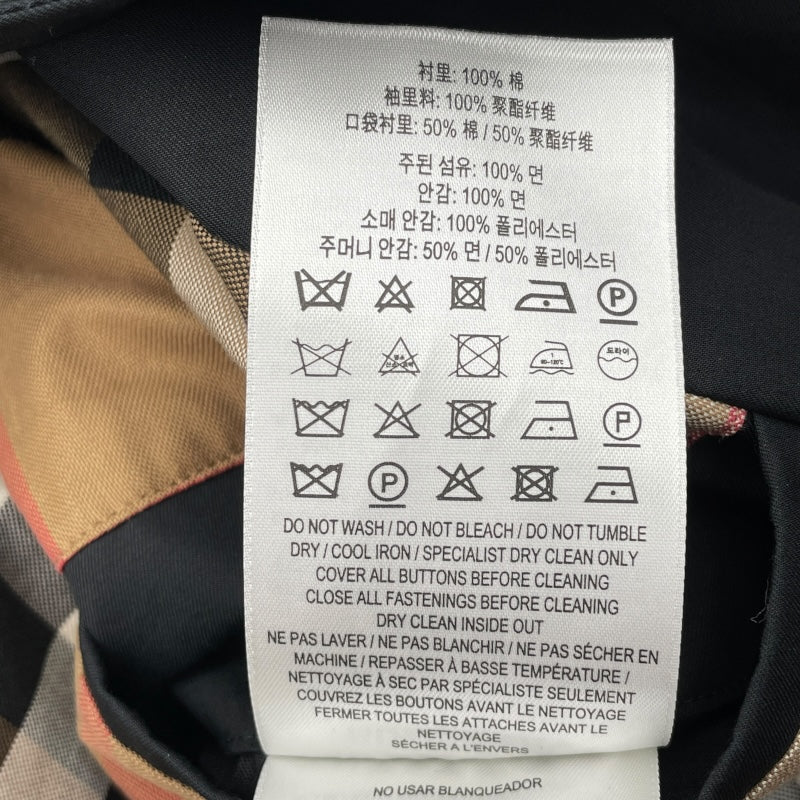 衬里: 100% 棉
袖里料: 100% 聚酯纤维
口袋衬里: 50% 棉 / 50% 聚酯纤维
주된 섬유: 100% 면
안감: 100% 면
소매 안감: 100% 폴리에스터
주머니 안감: 50% 면 / 50% 폴리에스터
P
1 80-120℃ 드라이
P
P
DO NOT WASH / DO NOT BLEACH / DO NOT TUMBLE
DRY / COOL IRON / SPECIALIST DRY CLEAN ONLY
COVER ALL BUTTONS BEFORE CLEANING
CLOSE ALL FASTENINGS BEFORE CLEANING
DRY CLEAN INSIDE OUT
NE PAS LAVER / NE PAS BLANCHIR / NE PAS SÉCHER EN
MACHINE / REPASSER À BASSE TEMPÉRATURE /
NETTOYAGE À SEC PAR SPÉCIALISTE SEULEMENT
COUVREZ LES BOUTONS AVANT LE NETTOYAGE
FERMER TOUTES LES ATTACHES AVANT LE
NETTOYAGE
SÉCHER A L'ENVERS
NO USAR BLANQUEADOR